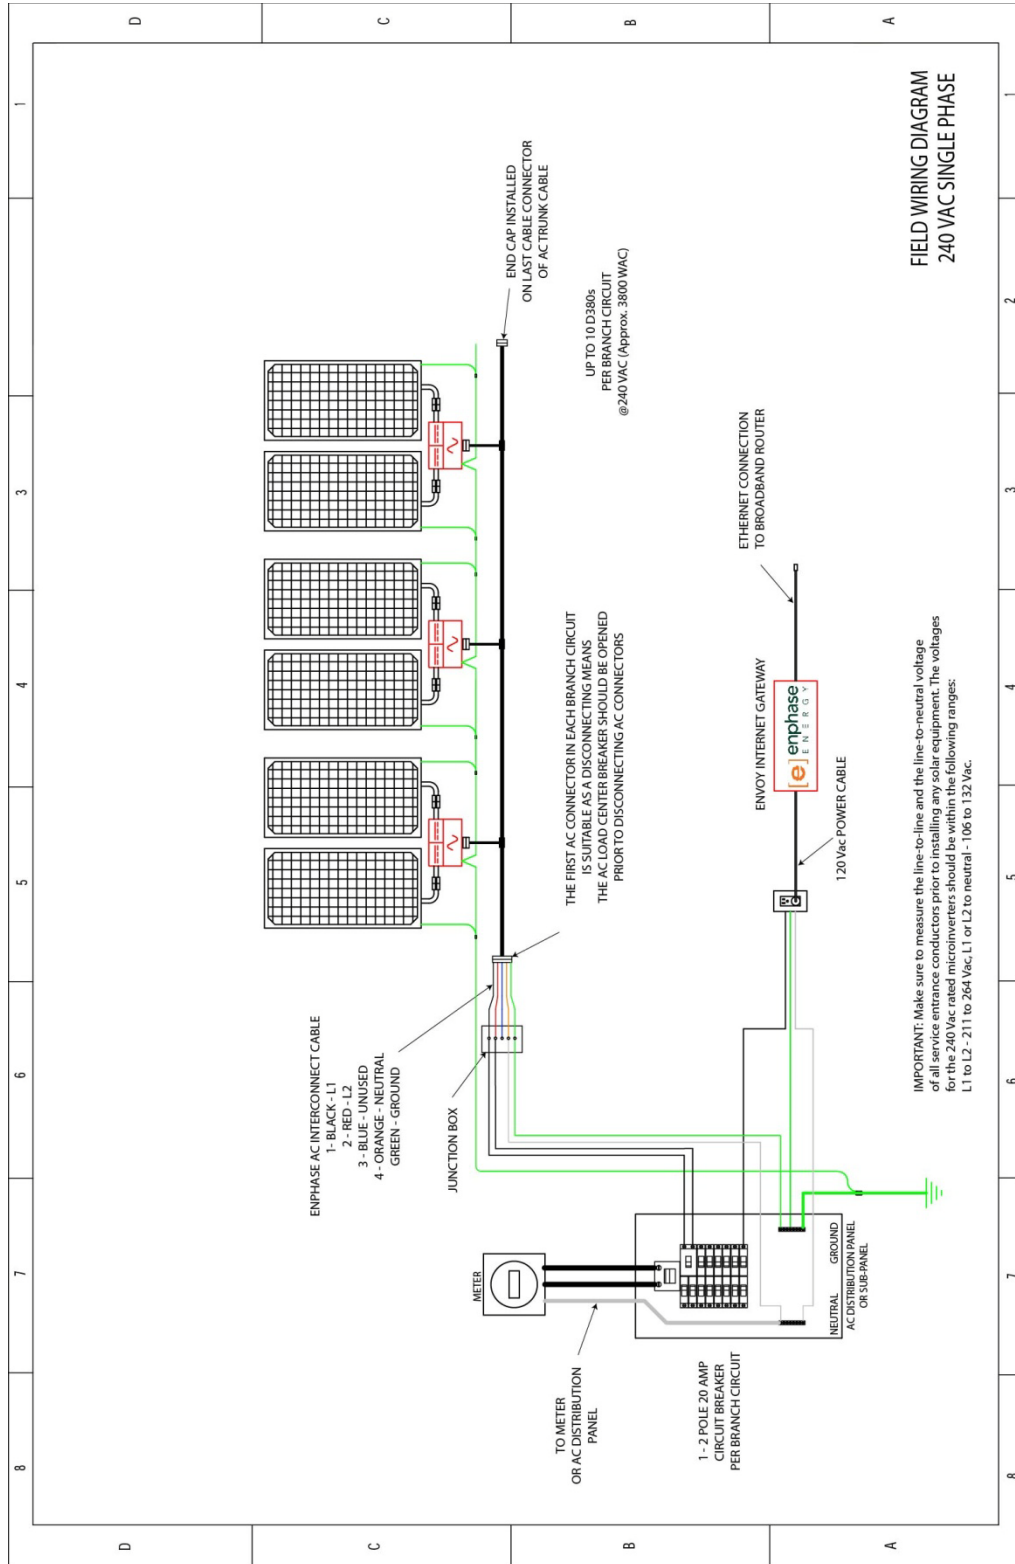 8 7 6 5 4 3 2 1
D
C
B
A
D
C
B
A
ENPHASE AC INTERCONNECT CABLE
1- BLACK - L1
2 - RED - L2
3 - BLUE - UNUSED
4 - ORANGE - NEUTRAL
GREEN - GROUND
JUNCTION BOX
METER
TO METER
OR AC DISTRIBUTION
PANEL
END CAP INSTALLED
ON LAST CABLE CONNECTOR
OF AC TRUNK CABLE
THE FIRST AC CONNECTOR IN EACH BRANCH CIRCUIT
IS SUITABLE AS A DISCONNECTING MEANS
THE AC LOAD CENTER BREAKER SHOULD BE OPENED
PRIOR TO DISCONNECTING AC CONNECTORS
UP TO 10 D380s
PER BRANCH CIRCUIT
@240 VAC (Approx. 3800 WAC)
1 - 2 POLE 20 AMP
CIRCUIT BREAKER
PER BRANCH CIRCUIT
NEUTRAL
GROUND
AC DISTRIBUTION PANEL
OR SUB-PANEL
ENVOY INTERNET GATEWAY
[e] enphase
ENERGY
ETHERNET CONNECTION
TO BROADBAND ROUTER
120 Vac POWER CABLE
IMPORTANT: Make sure to measure the line-to-line and the line-to-neutral voltage
of all service entrance conductors prior to installing any solar equipment. The voltages
for the 240 Vac rated microinverters should be within the following ranges:
L1 to L2 - 211 to 264 Vac, L1 or L2 to neutral - 106 to 132 Vac.
FIELD WIRING DIAGRAM
240 VAC SINGLE PHASE
8 7 6 5 4 3 2 1